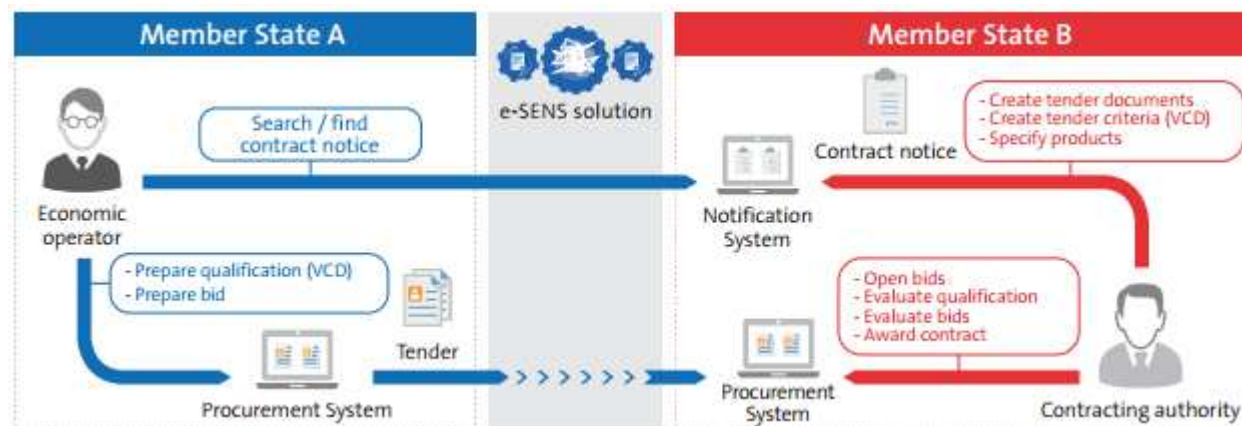 Member State A
e-SENS solution
Member State B
Search / find
contract notice
Economic
operator
- Prepare qualification (VCD)
- Prepare bid
Tender
Procurement System
Contract notice
- Create tender documents
- Create tender criteria (VCD)
- Specify products
Notification
System
- Open bids
- Evaluate qualification
- Evaluate bids
- Award contract
Procurement
System
Contracting authority